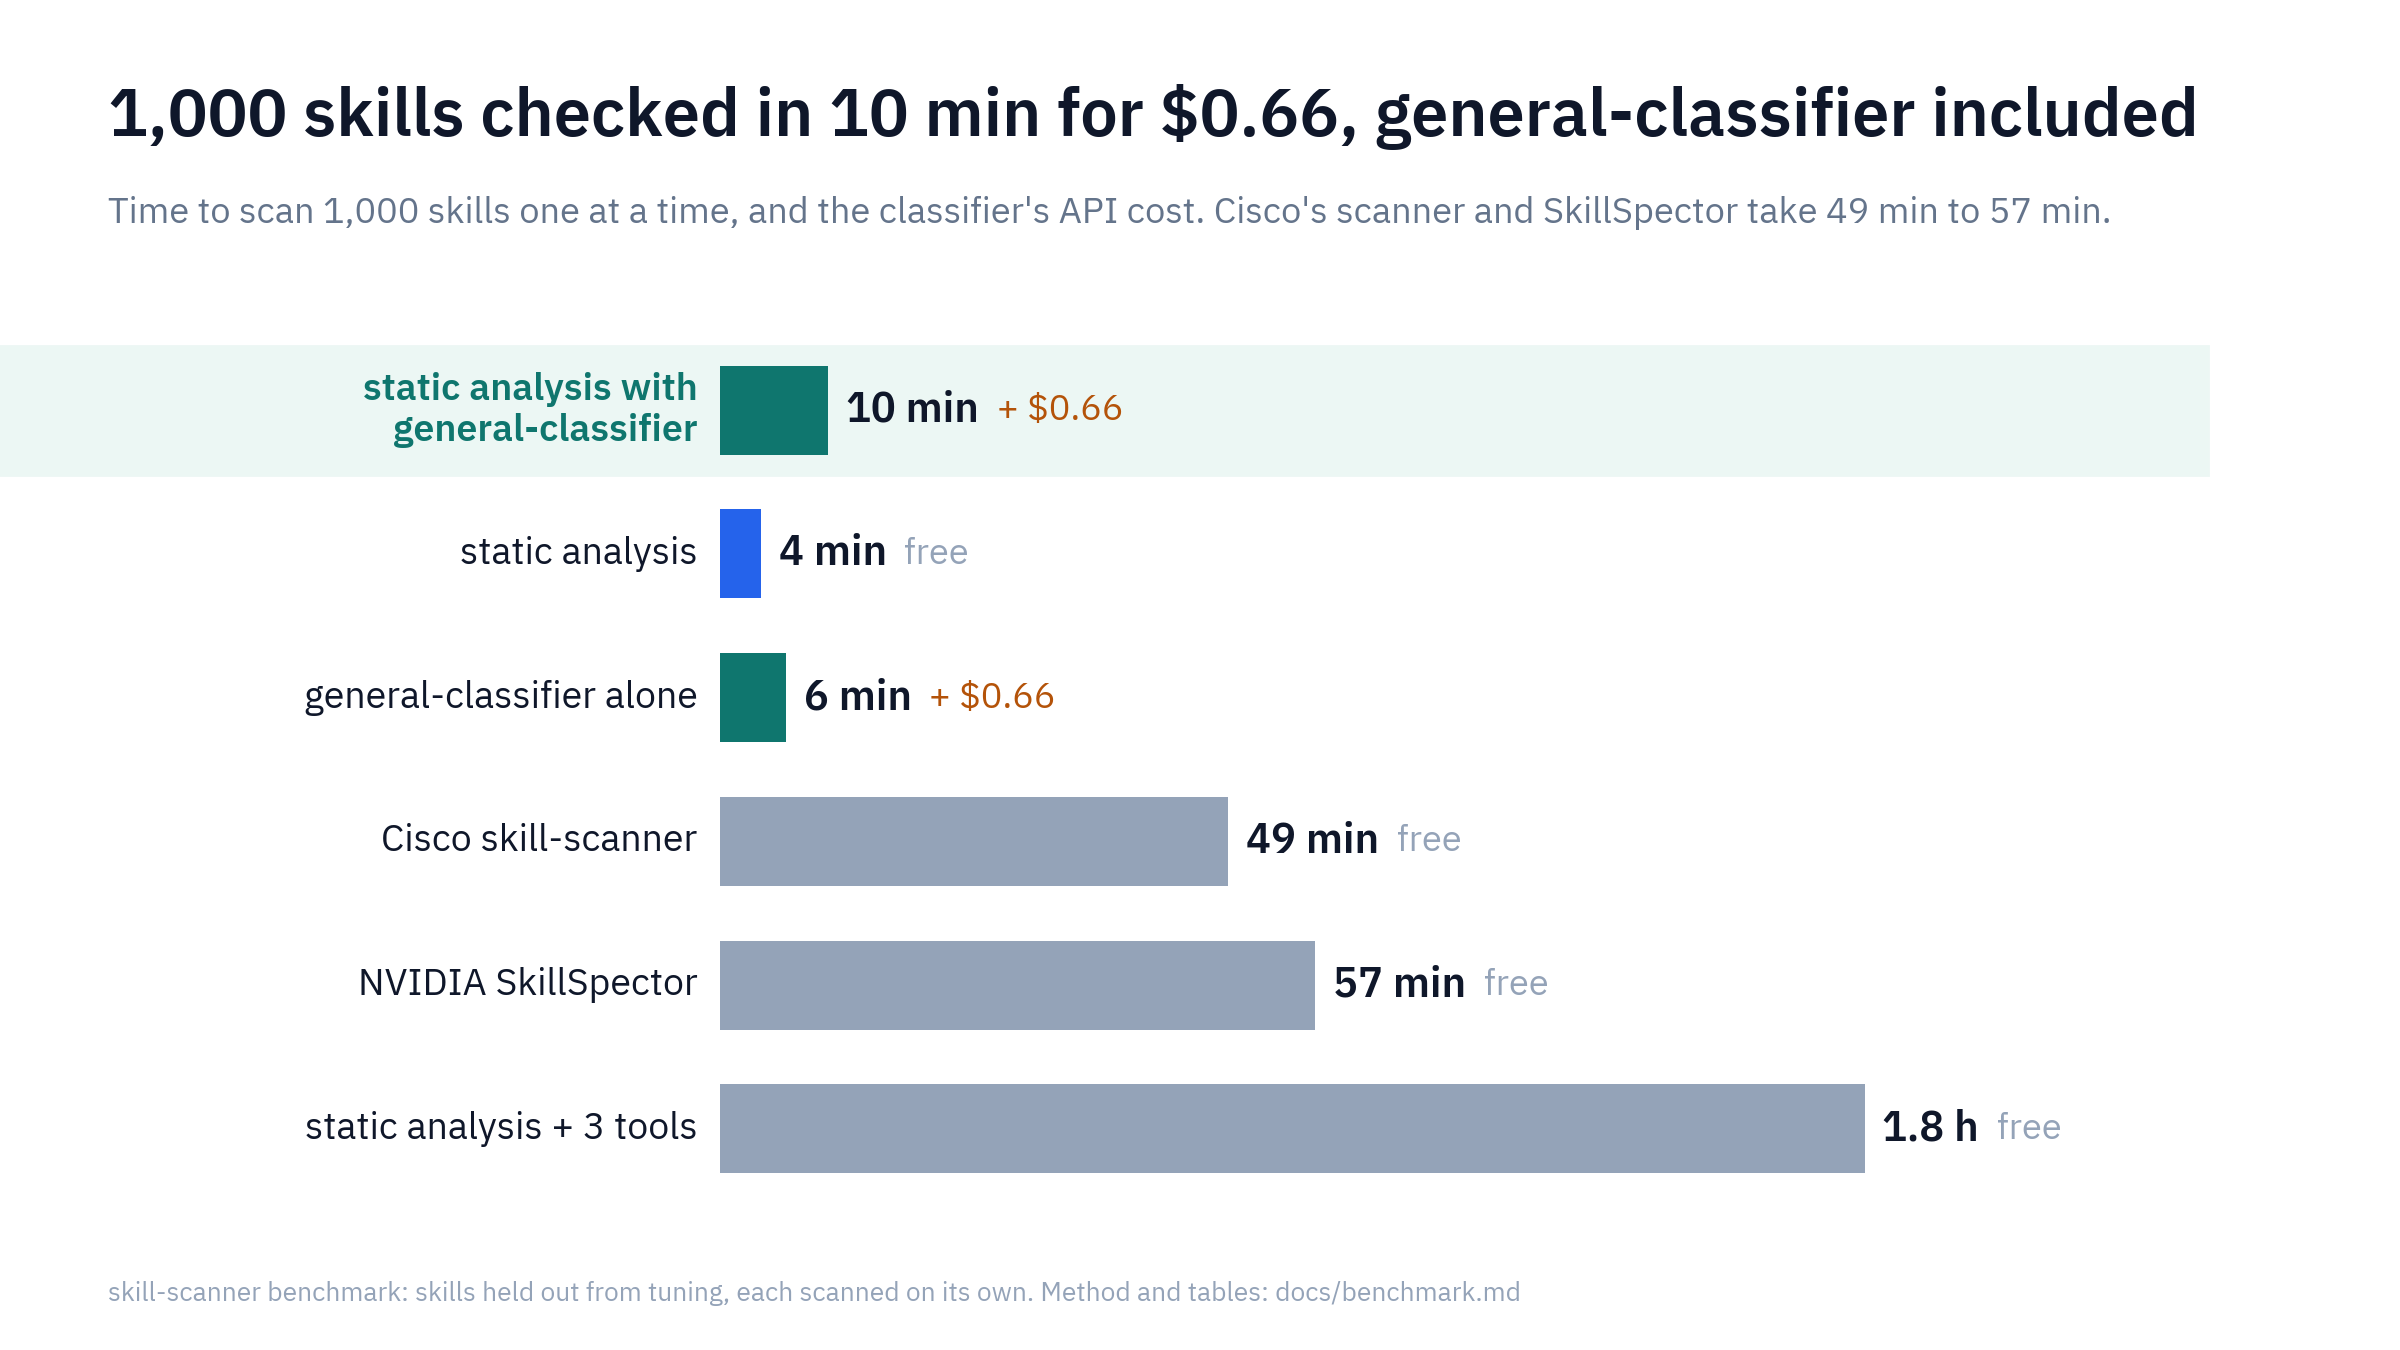 1,000 skills checked in 10 min for $0.66, general-classifier included
Time to scan 1,000 skills one at a time, and the classifier's API cost. Cisco's scanner and SkillSpector take 49 min to 57 min.
static analysis with
general-classifier
10 min + $0.66
static analysis
4 min free
general-classifier alone
6 min + $0.66
Cisco skill-scanner
49 min free
NVIDIA SkillSpector
57 min free
static analysis + 3 tools
1.8 h free
skill-scanner benchmark: skills held out from tuning, each scanned on its own. Method and tables: docs/benchmark.md